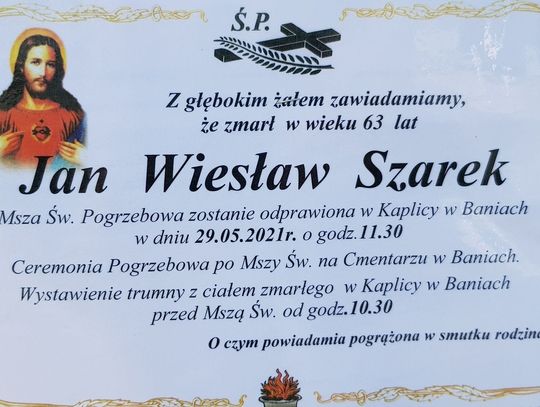 Ś.P.
Z głębokim żałem zawiadamiamy,
że zmarł w wieku 63 lat
Jan Wiesław Szarek
Msza Św. Pogrzebowa zostanie odprawiona w Kaplicy w Baniach
w dniu 29.05.2021r. o godz.11.30
Ceremonia Pogrzebowa po Mszy Św. na Cmentarzu w Baniach.
Wystawienie trumny z ciałem zmarłego w Kaplicy w Baniach
przed Mszą Św. od godz.10.30
O czym powiadamia pogrążona w smutku rodzina